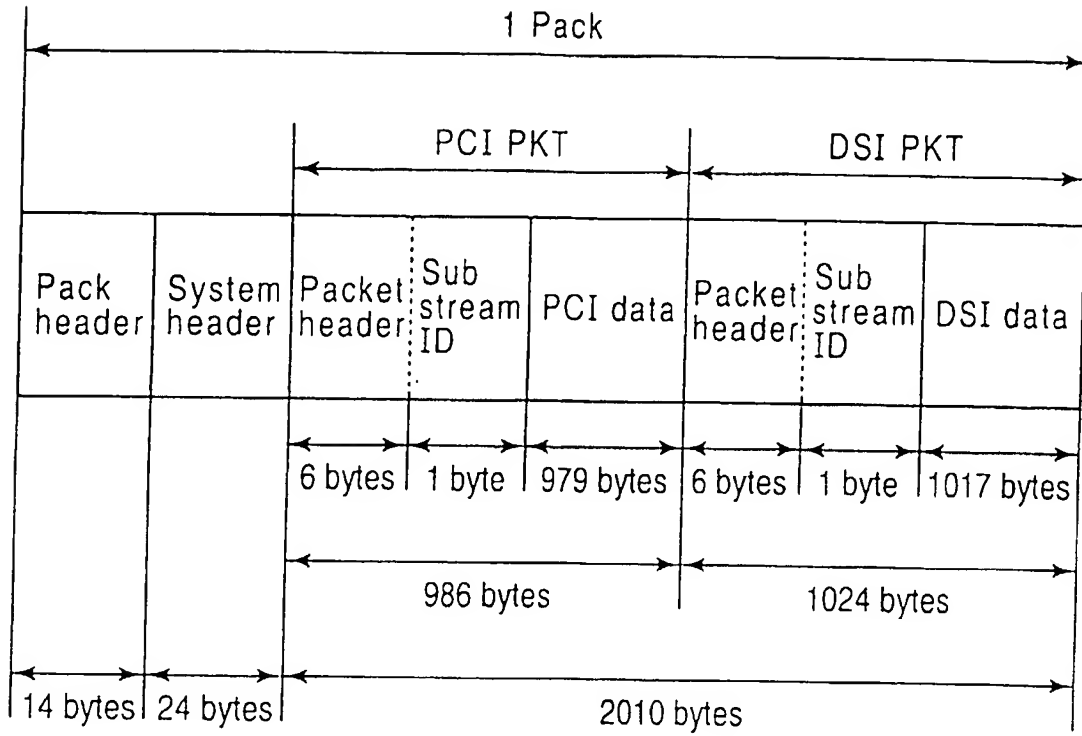 1 Pack
PCI PKT
DSI PKT
Pack header
System header
Packet header
Sub stream ID
PCI data
Packet header
Sub stream ID
DSI data
6 bytes
1 byte
979 bytes
6 bytes
1 byte
1017 bytes
986 bytes
1024 bytes
14 bytes
24 bytes
2010 bytes